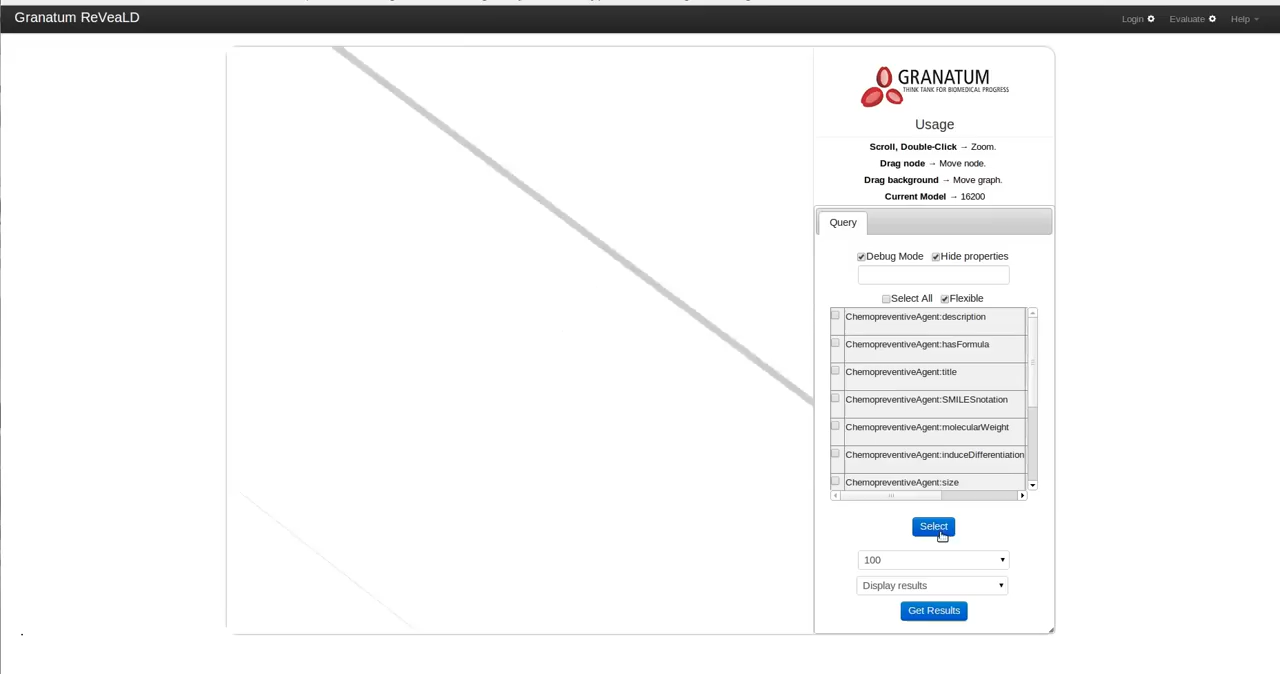 Granatum ReVeaLD
Login Evaluate Help
GRANATUM
THINK TANK FOR BIOMEDICAL PROGRESS
Usage
Scroll, Double-Click → Zoom.
Drag node → Move node.
Drag background → Move graph.
Current Model → 16200
Query
Debug Mode Hide properties
Select All Flexible
ChemopreventiveAgent:description
ChemopreventiveAgent:hasFormula
ChemopreventiveAgent:title
ChemopreventiveAgent:SMILESnotation
ChemopreventiveAgent:molecularWeight
ChemopreventiveAgent:induceDifferentiation
ChemopreventiveAgent:size
Select
100
Display results
Get Results